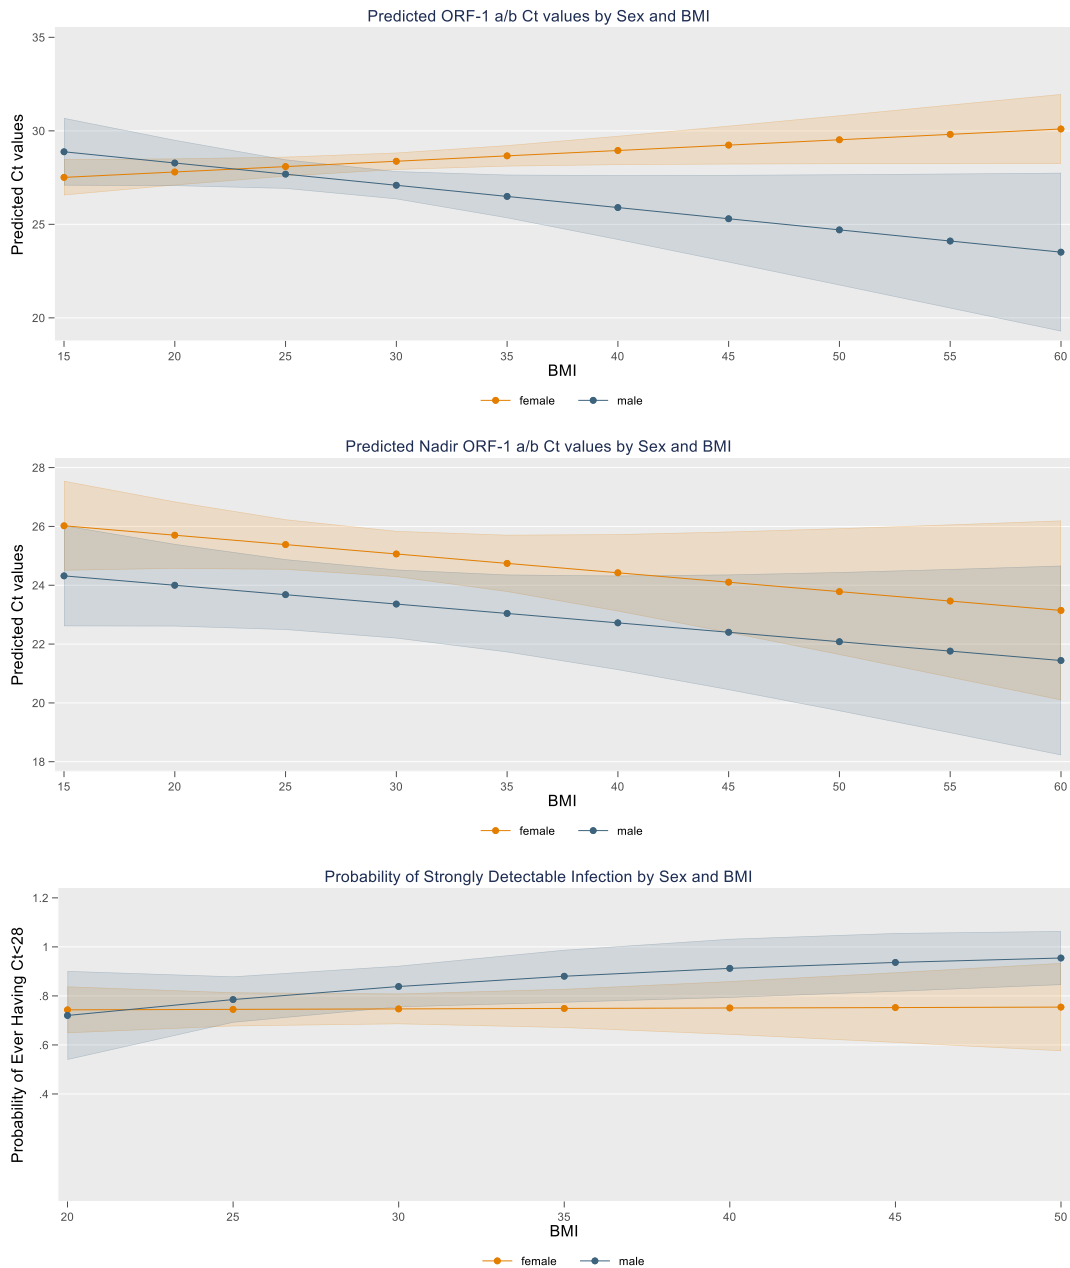 Predicted ORF-1 a/b Ct values by Sex and BMI
Predicted Ct values
35
30
25
20
15 20 25 30 35 40 45 50 55 60
BMI
female male
Predicted Nadir ORF-1 a/b Ct values by Sex and BMI
Predicted Ct values
28
26
24
22
20
18
15 20 25 30 35 40 45 50 55 60
BMI
female male
Probability of Strongly Detectable Infection by Sex and BMI
Probability of Ever Having Ct<28
1.2
1
.8
.6
.4
20 25 30 35 40 45 50
BMI
female male